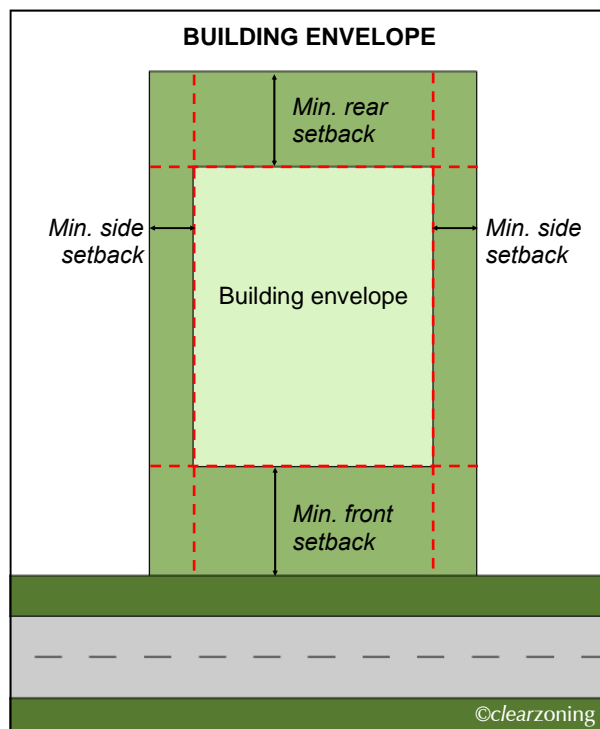 BUILDING ENVELOPE
Min. rear
setback
Min. side
setback
Min. side
setback
Building envelope
Min. front
setback
©clearzoning